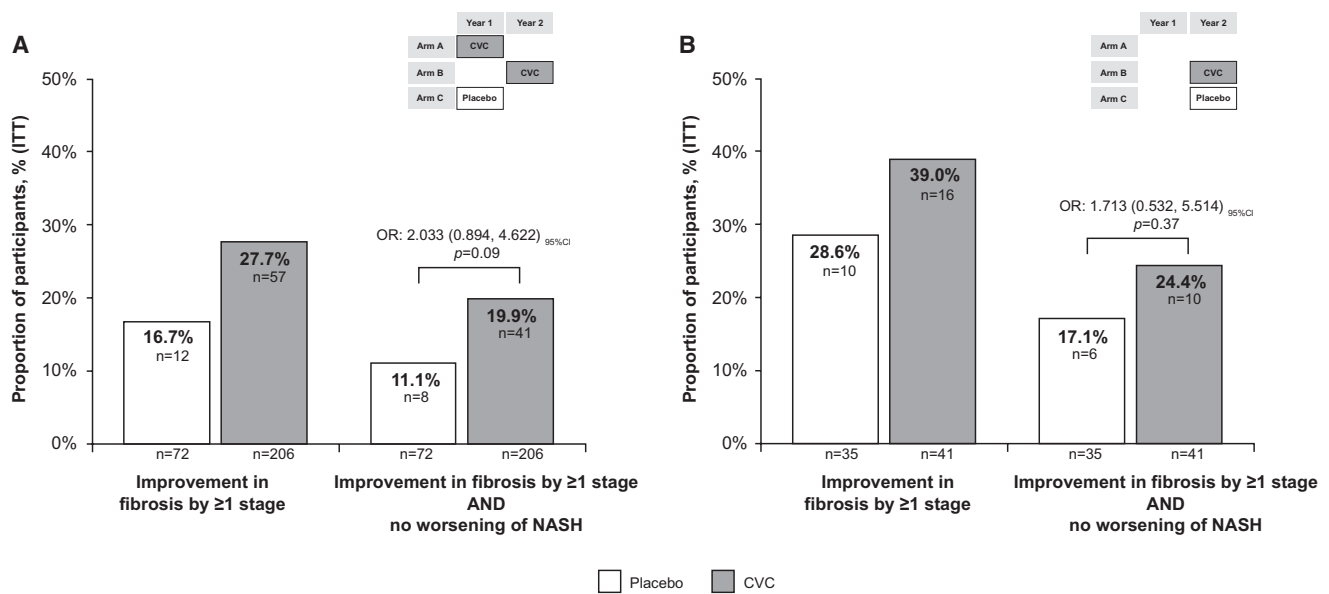 A
Year 1 Year 2
Arm A CVC
Arm B CVC
Arm C Placebo
Proportion of participants, % (ITT)
50%
40%
30%
20%
10%
0%
16.7%
n=12
27.7%
n=57
OR: 2.033 (0.894, 4.622) 95%CI
p=0.09
11.1%
n=8
19.9%
n=41
n=72 n=206 n=72 n=206
Improvement in
fibrosis by ≥1 stage
Improvement in fibrosis by ≥1 stage
AND
no worsening of NASH
B
Year 1 Year 2
Arm A
Arm B CVC
Arm C Placebo
Proportion of participants, % (ITT)
50%
40%
30%
20%
10%
0%
28.6%
n=10
39.0%
n=16
OR: 1.713 (0.532, 5.514) 95%CI
p=0.37
17.1%
n=6
24.4%
n=10
n=35 n=41 n=35 n=41
Improvement in
fibrosis by ≥1 stage
Improvement in fibrosis by ≥1 stage
AND
no worsening of NASH
Placebo CVC